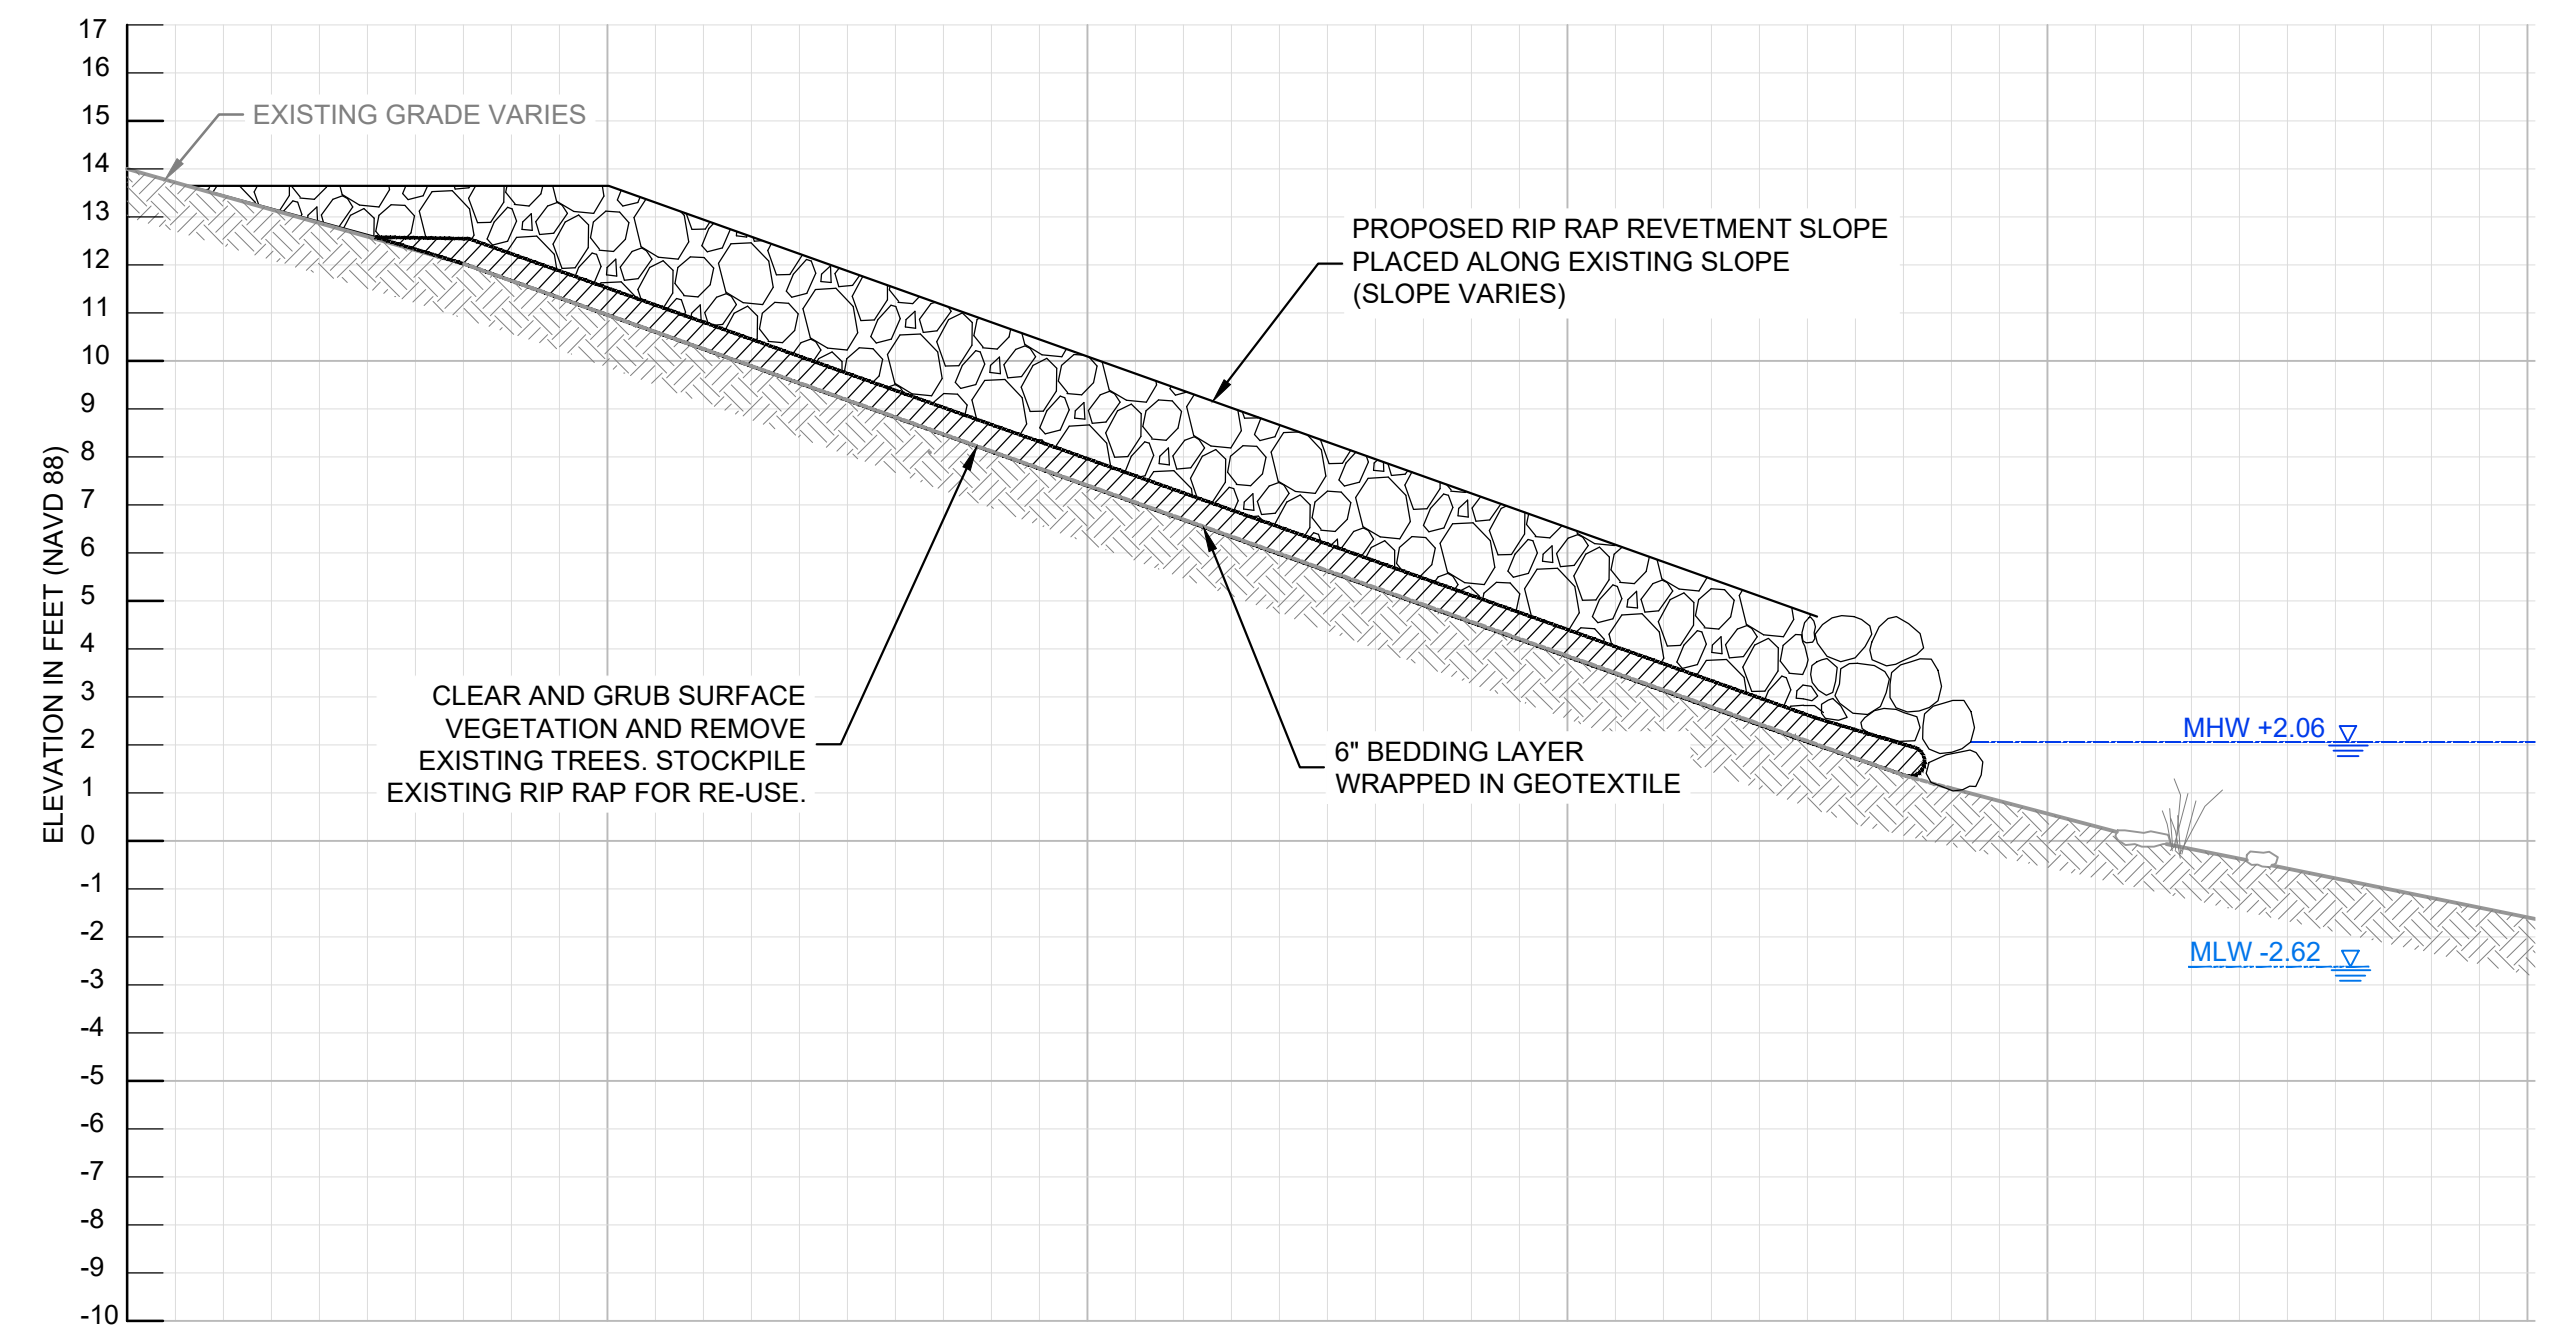 17
16
15
14
13
12
11
10
9
8
7
6
5
4
3
2
1
0
-1
-2
-3
-4
-5
-6
-7
-8
-9
-10
ELEVATION IN FEET (NAVD 88)
EXISTING GRADE VARIES
PROPOSED RIP RAP REVETMENT SLOPE
PLACED ALONG EXISTING SLOPE
(SLOPE VARIES)
CLEAR AND GRUB SURFACE
VEGETATION AND REMOVE
EXISTING TREES. STOCKPILE
EXISTING RIP RAP FOR RE-USE.
6" BEDDING LAYER
WRAPPED IN GEOTEXTILE
MHW +2.06
MLW -2.62